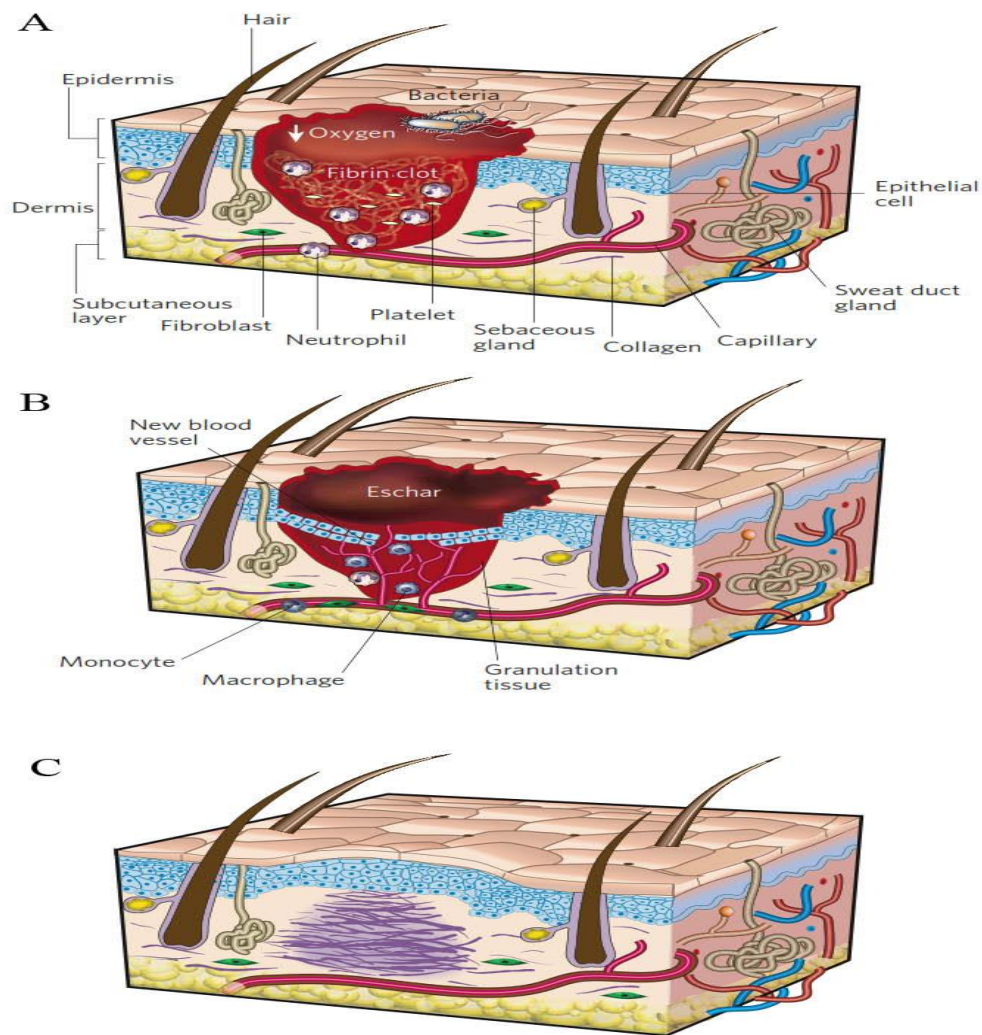 A
Hair
Epidermis
Bacteria
Oxygen
Fibrin clot
Epithelial
cell
Dermis
Subcutaneous
layer
Fibroblast
Neutrophil
Platelet
Sebaceous
gland
Collagen
Capillary
Sweat duct
gland
B
New blood
vessel
Eschar
Monocyte
Macrophage
Granulation
tissue
C